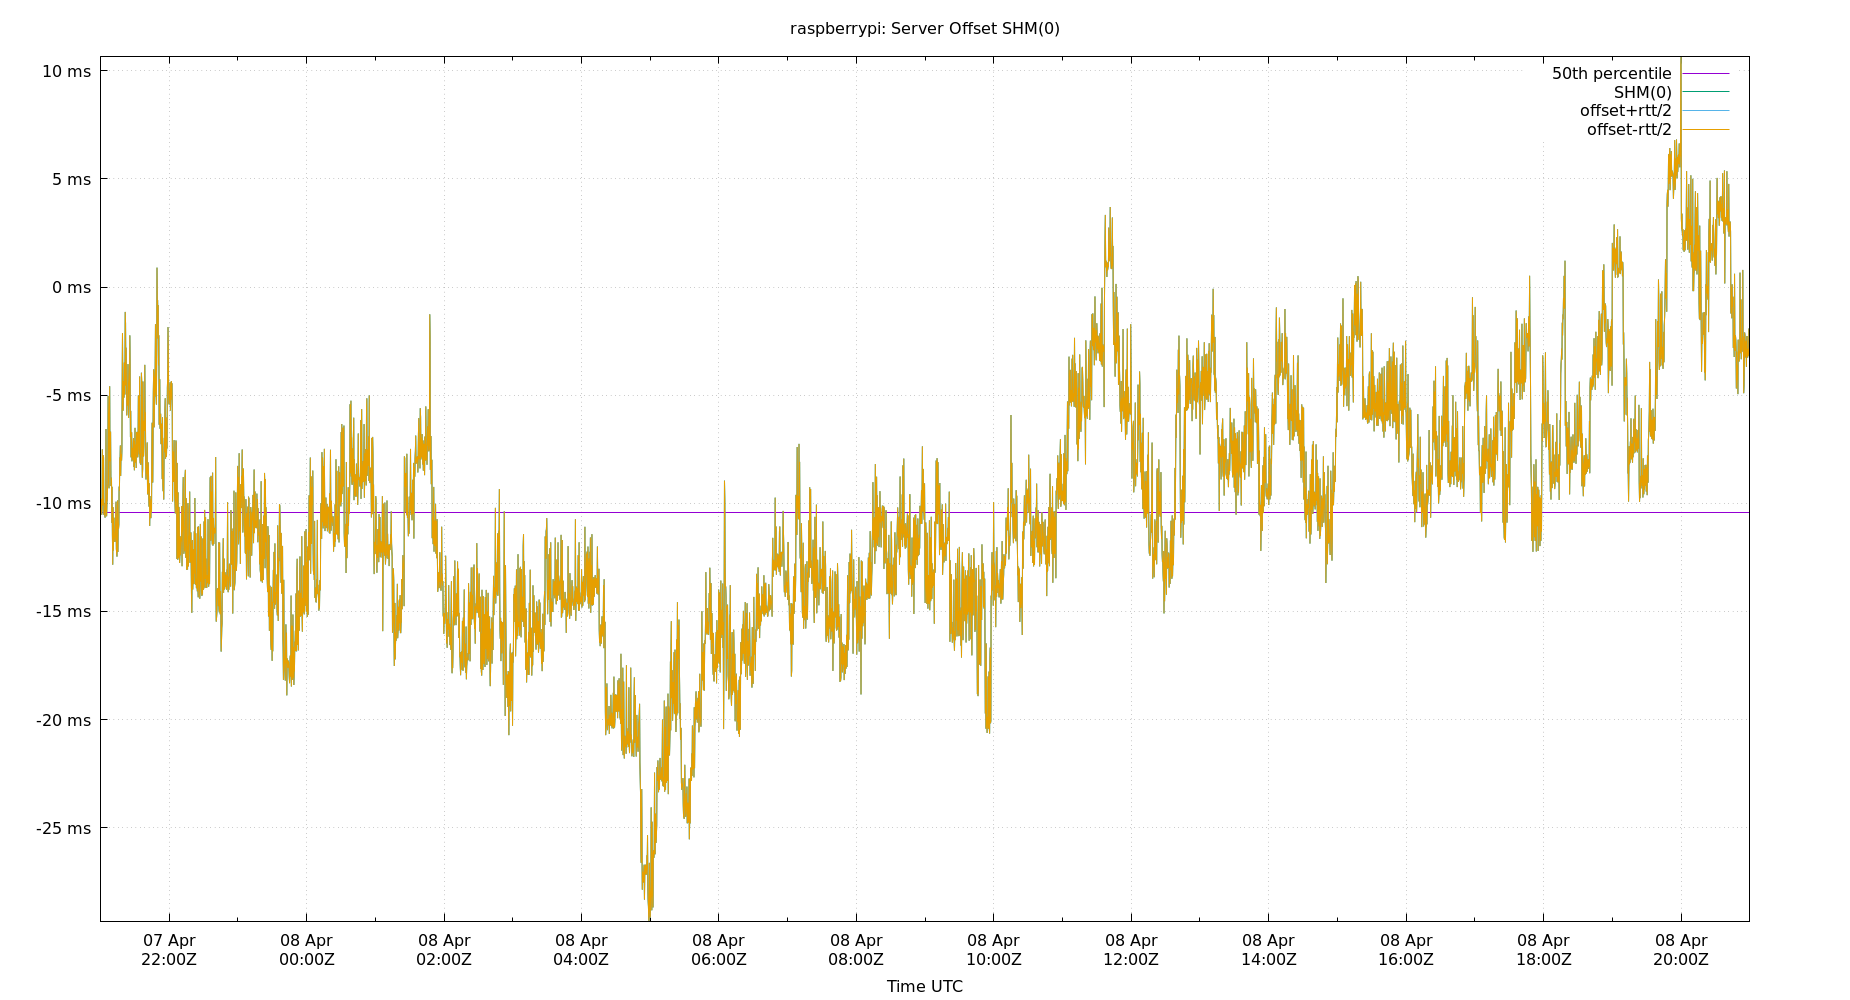 raspberrypi: Server Offset SHM(0)
10 ms
5 ms
0 ms
-5 ms
-10 ms
-15 ms
-20 ms
-25 ms
50th percentile
SHM(0)
offset+rtt/2
offset-rtt/2
07 Apr 08 Apr 08 Apr 08 Apr 08 Apr 08 Apr 08 Apr 08 Apr 08 Apr 08 Apr 08 Apr 08 Apr
22:00Z 00:00Z 02:00Z 04:00Z 06:00Z 08:00Z 10:00Z 12:00Z 14:00Z 16:00Z 18:00Z 20:00Z
Time UTC